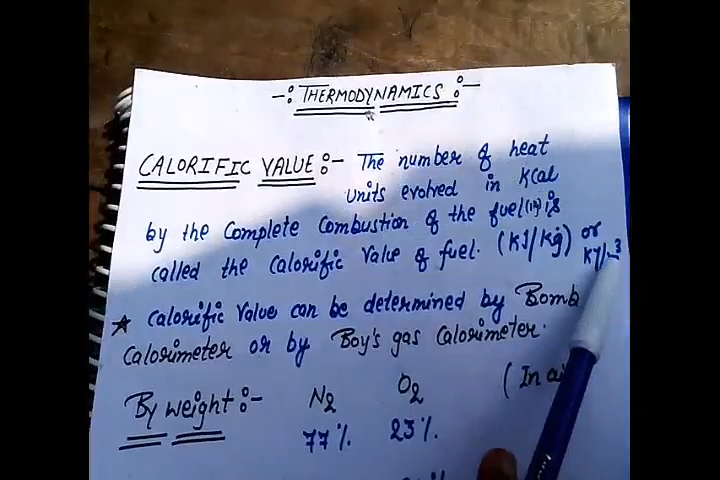 -: THERMODYNAMICS :-
CALORIFIC VALUE :- The number of heat
units evolved in Kcal
by the Complete Combustion of the fuel is
called the Calorific Value of fuel. (KJ/Kg) or
★ Calorific Value can be determined by Bomb
Calorimeter or by Boy's gas Calorimeter.
By weight :- N2 O2 (In
77% 23%.